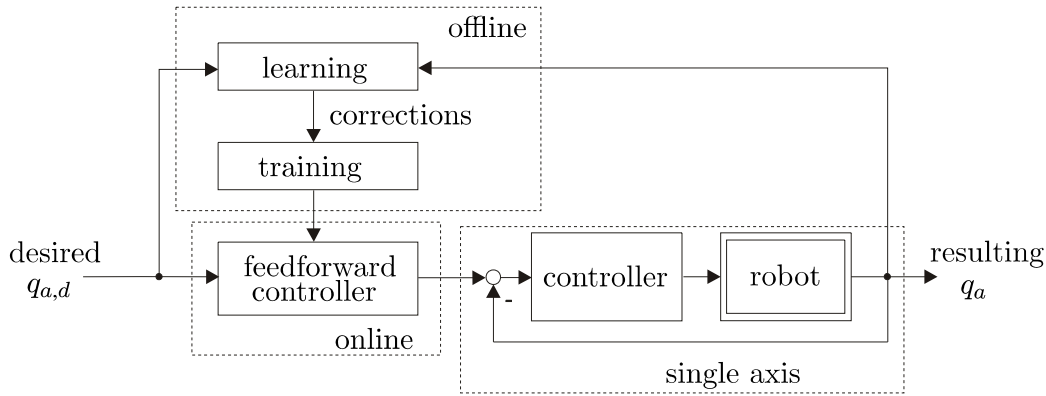 offline
learning
corrections
training
desired
q_{a,d}
feedforward
controller
online
-
controller
robot
single axis
resulting
q_a